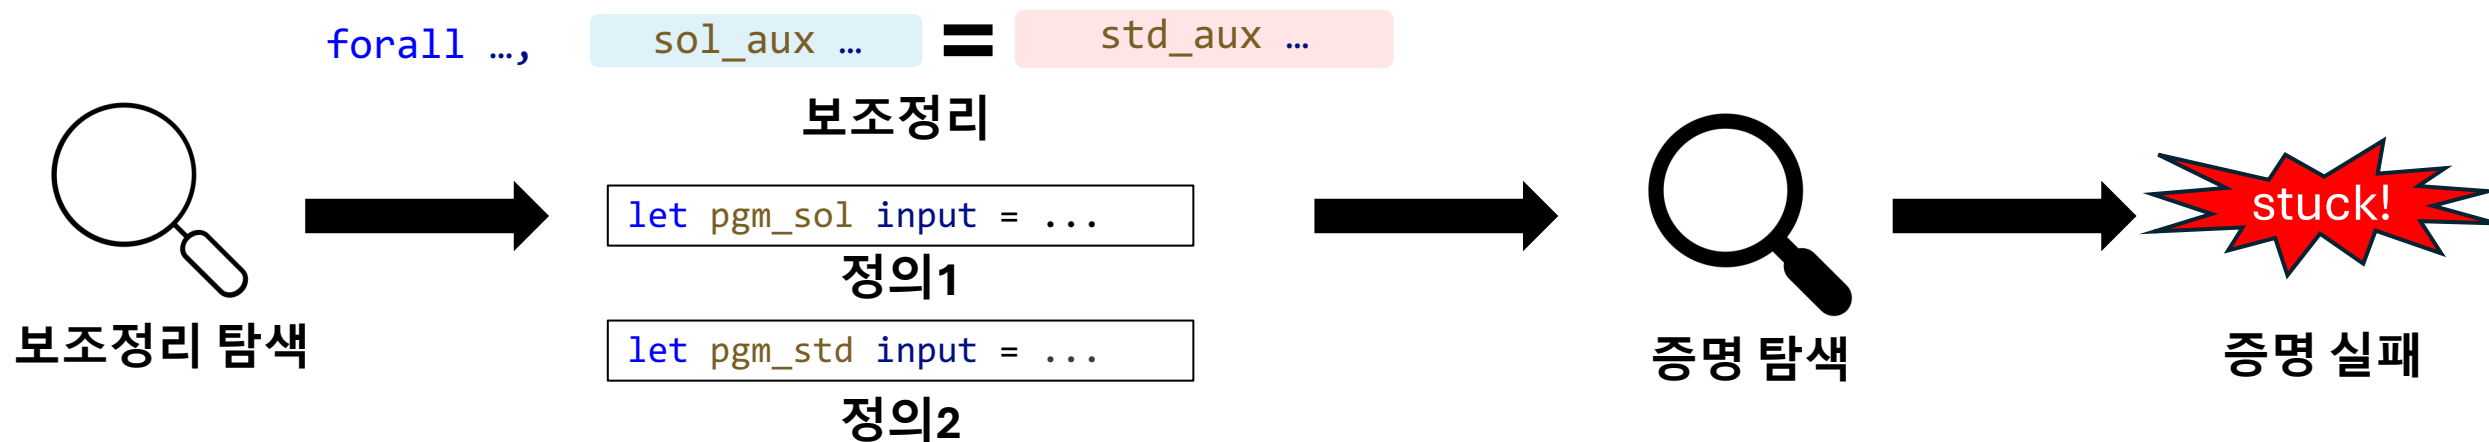 forall …, sol_aux … = std_aux …
보조정리
let pgm_sol input = ...
정의1
let pgm_std input = ...
정의2
보조정리 탐색
증명 탐색
stuck!
증명 실패